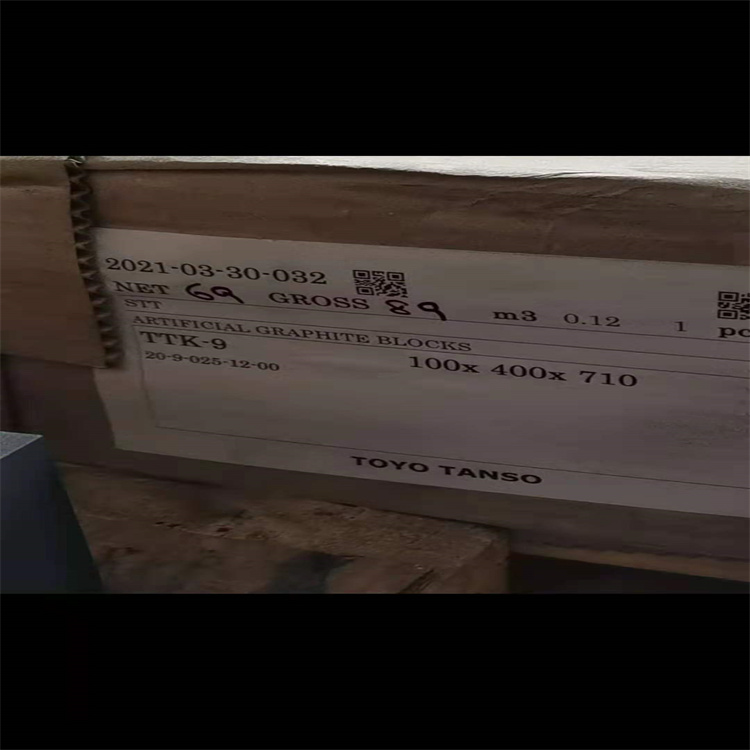 2021-03-30-032
NET 69 GROSS 89 m3 0.12 1 pc
STT
ARTIFICIAL GRAPHITE BLOCKS
TTK-9 100x 400x 710
20-9-025-12-00
TOYO TANSO